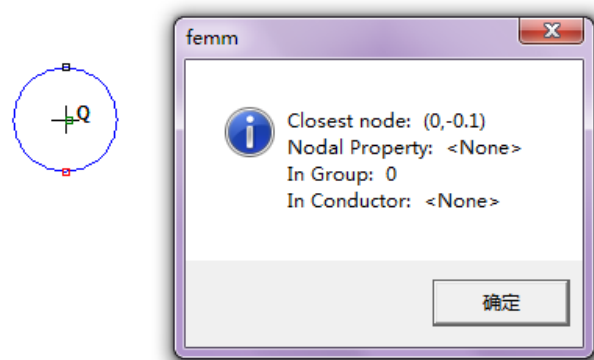 femm
Q
Closest node: (0,-0.1)
Nodal Property: <None>
In Group: 0
In Conductor: <None>
确定